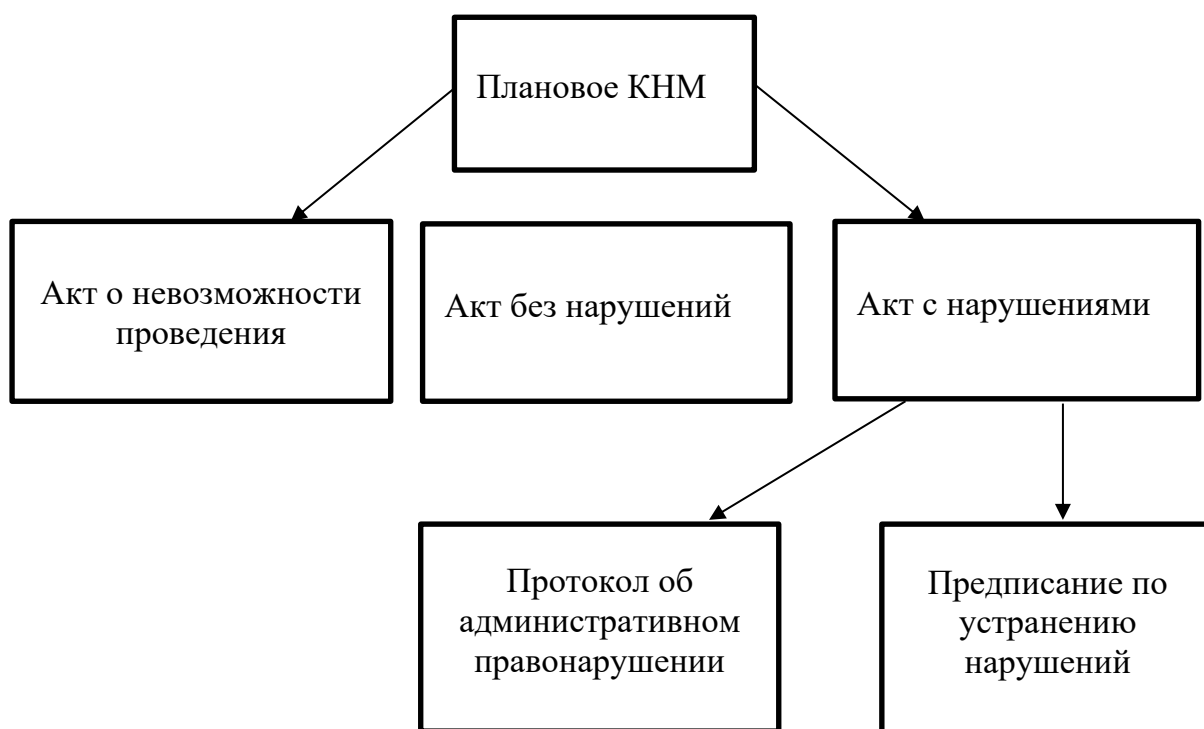 Плановое КНМ
Акт о невозможности
проведения
Акт без нарушений
Акт с нарушениями
Протокол об
административном
правонарушении
Предписание по
устранению
нарушений